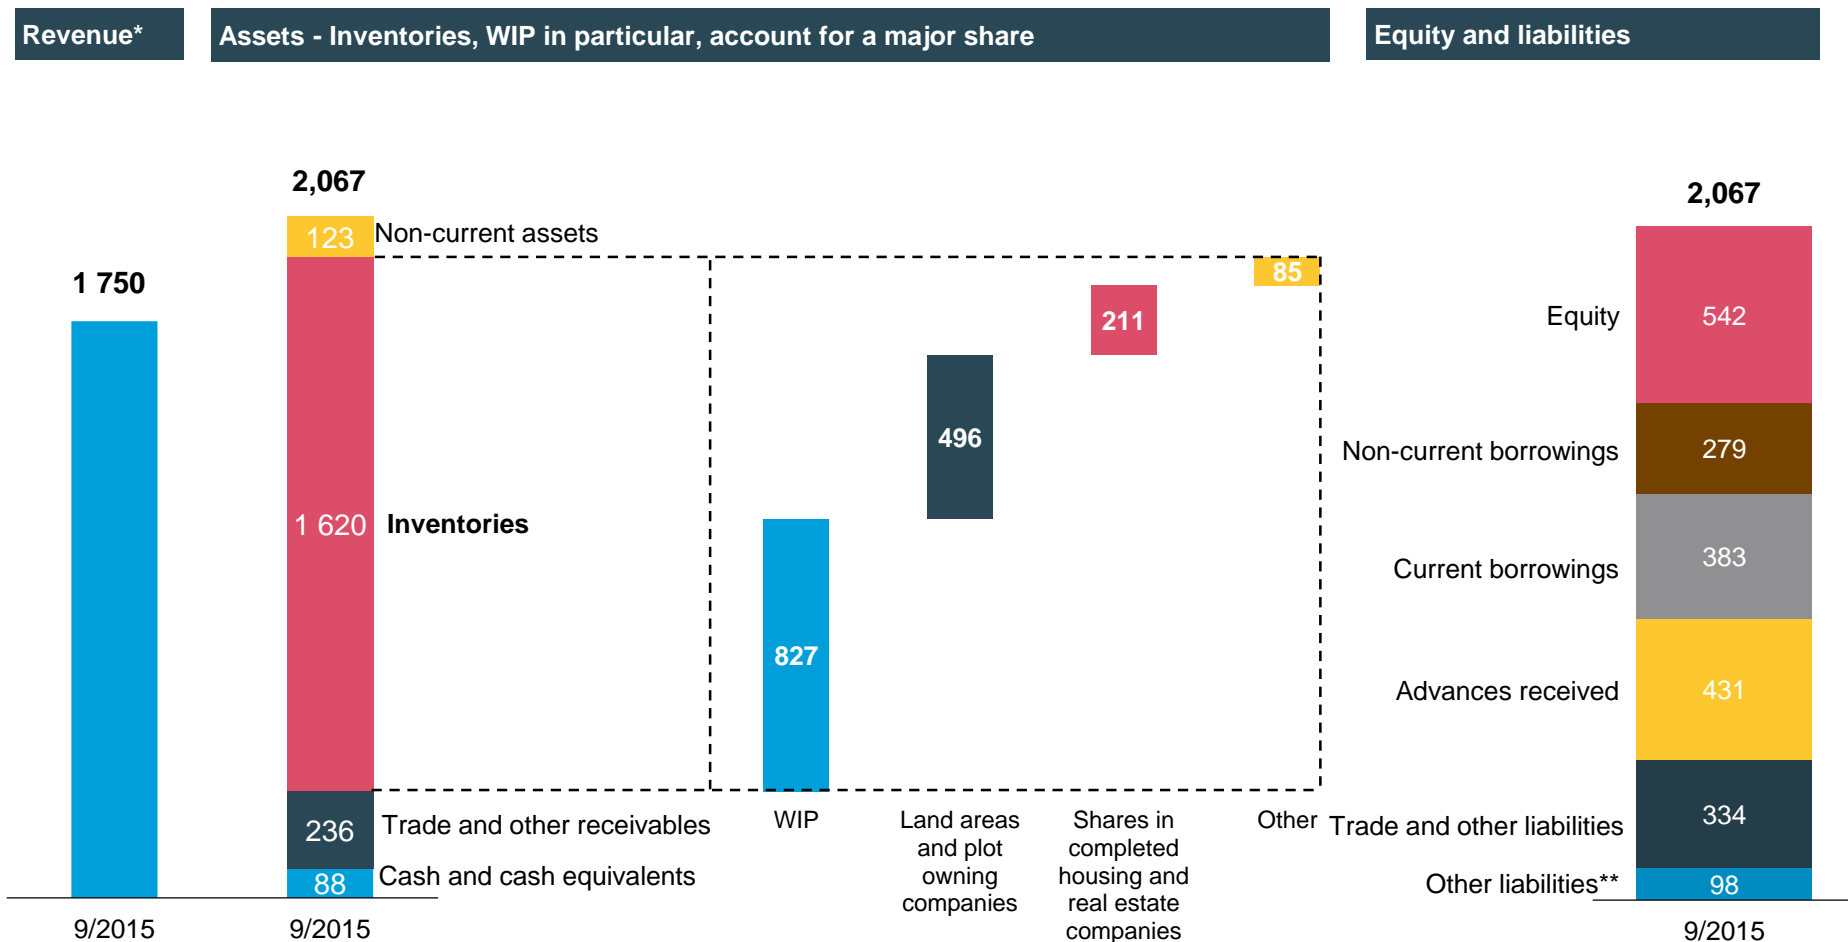 Revenue*
Assets - Inventories, WIP in particular, account for a major share
Equity and liabilities
1 750
9/2015
2,067
123
Non-current assets
1 620
Inventories
236
Trade and other receivables
88
Cash and cash equivalents
9/2015
827
WIP
496
Land areas
and plot
owning
companies
211
Shares in
completed
housing and
real estate
companies
85
Other
2,067
Equity
542
Non-current borrowings
279
Current borrowings
383
Advances received
431
Trade and other liabilities
334
Other liabilities**
98
9/2015